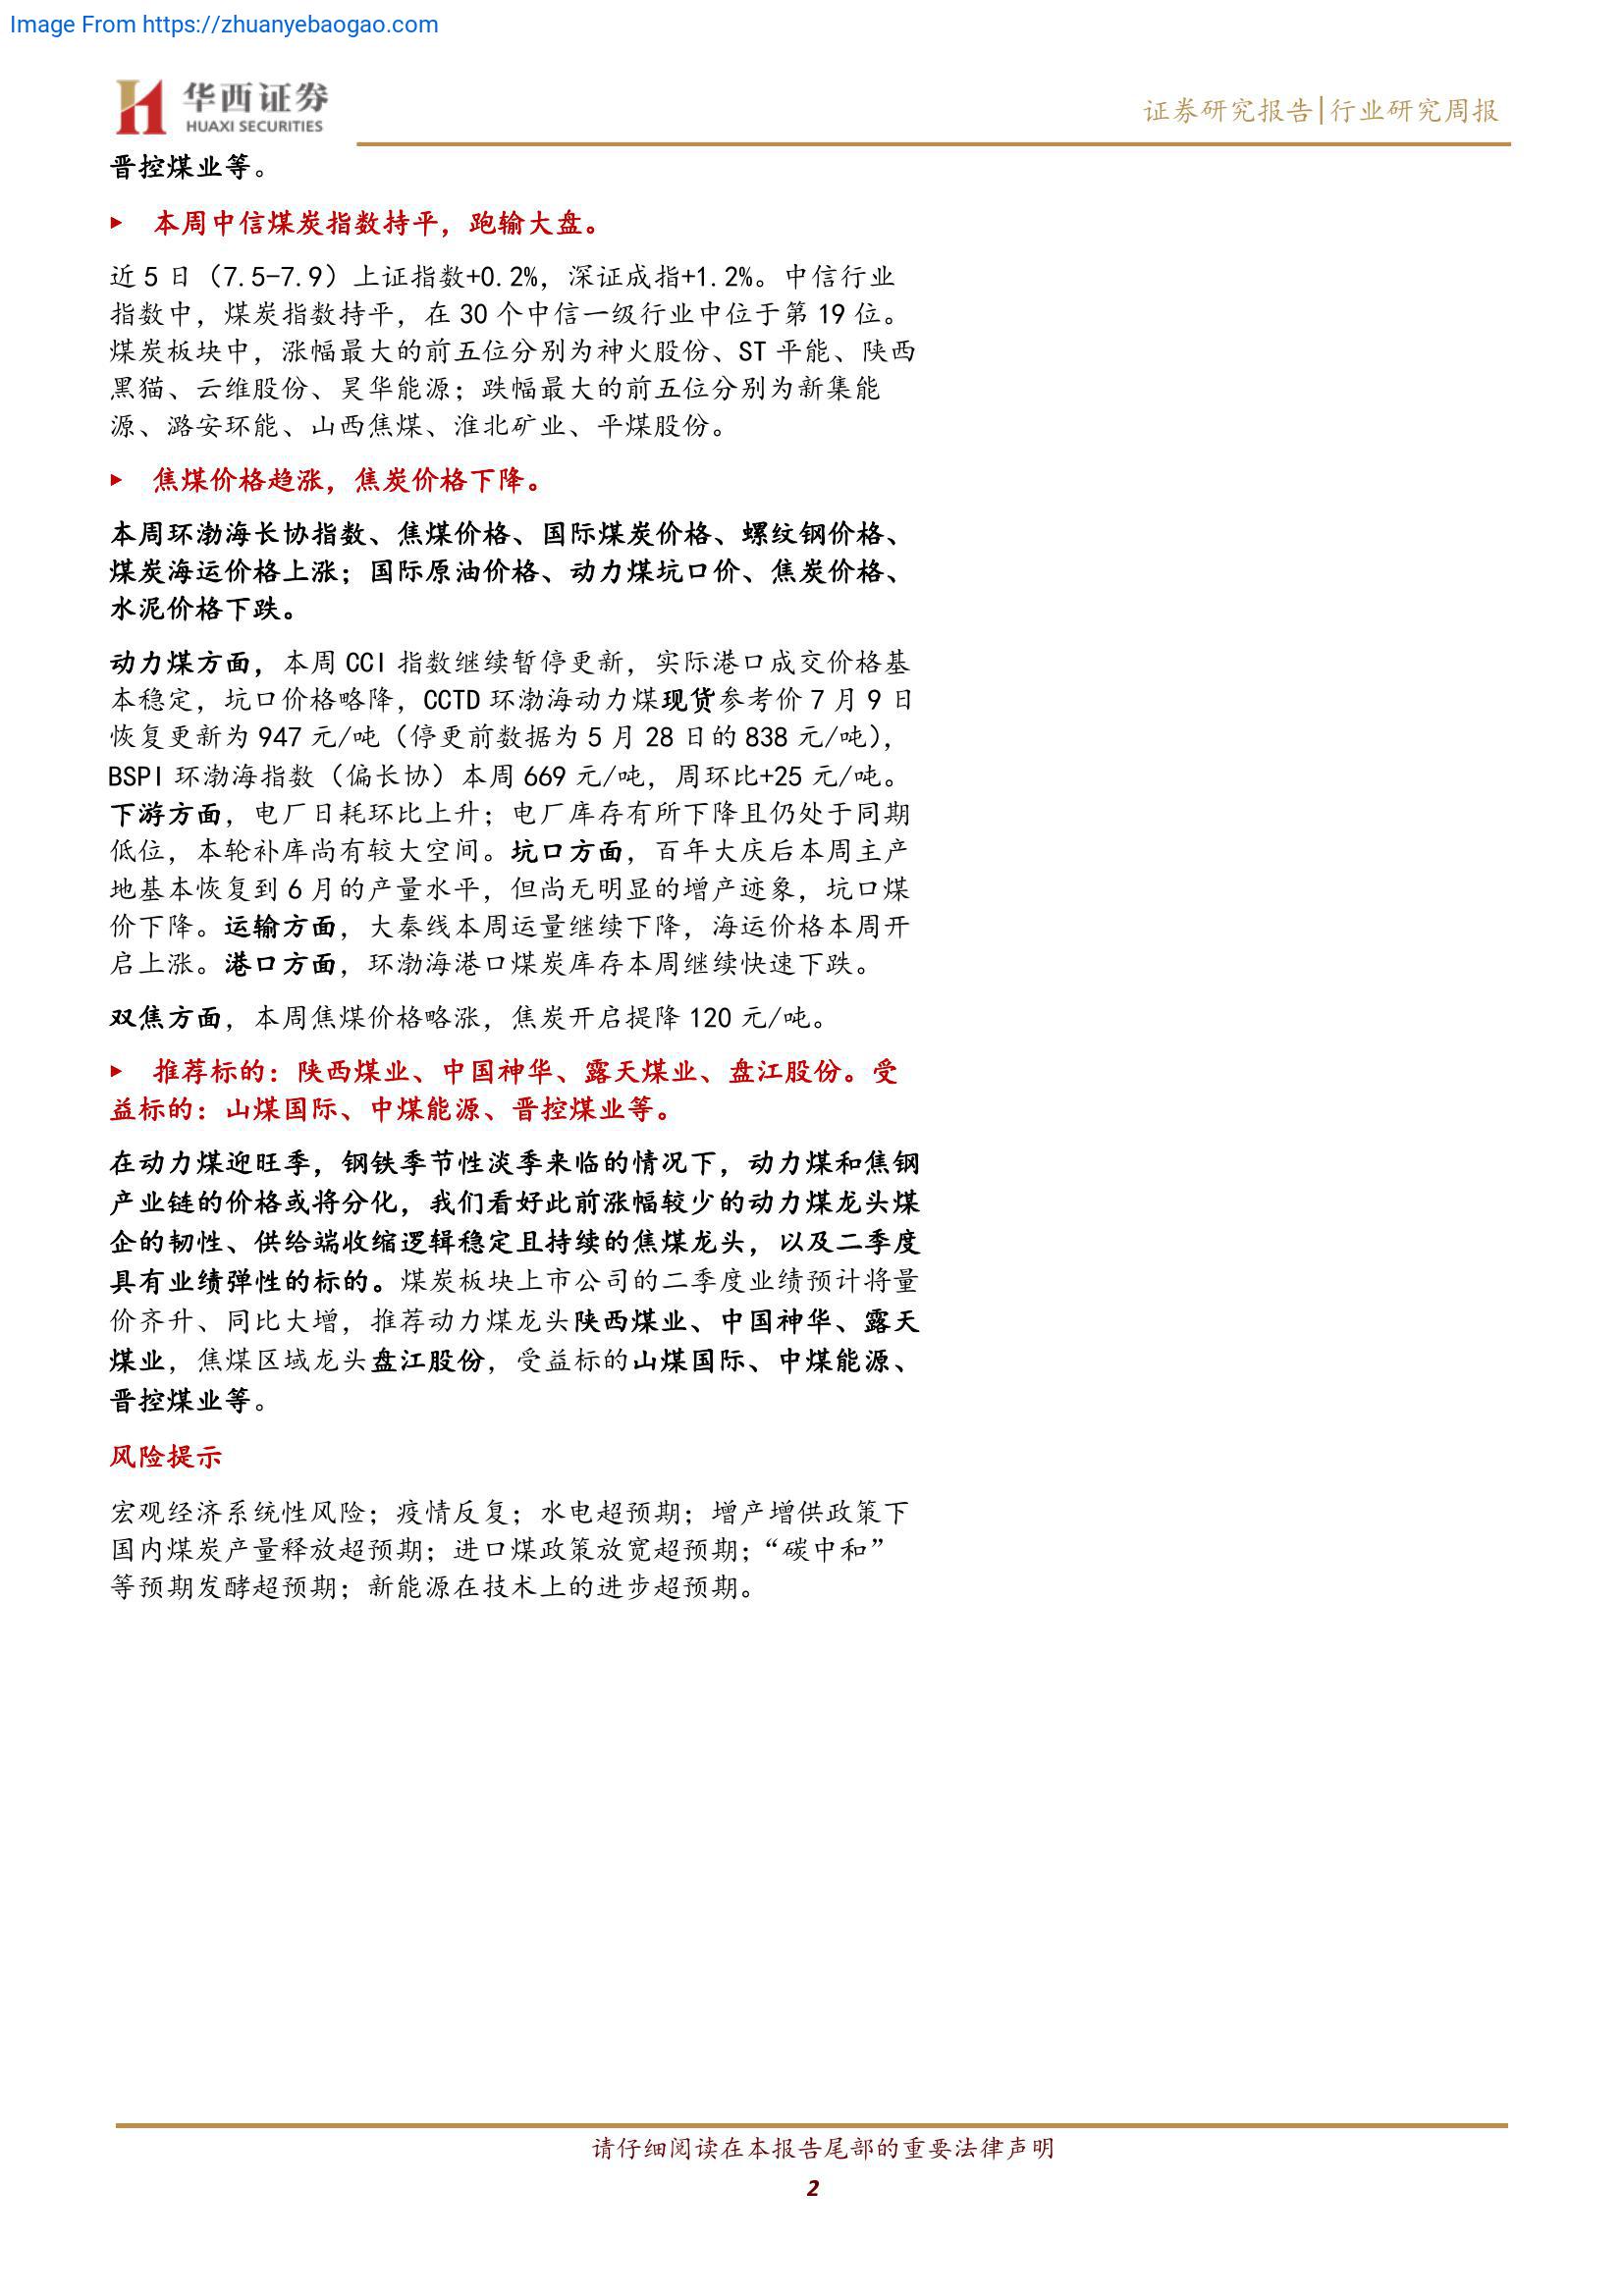 Image From https://zhuanyebaogao.com
华西证券
HUAXI SECURITIES
证券研究报告|行业研究周报
晋控煤业等。
▶ 本周中信煤炭指数持平，跑输大盘。
近 5 日（7.5-7.9）上证指数+0.2%，深证成指+1.2%。中信行业
指数中，煤炭指数持平，在 30 个中信一级行业中位于第 19 位。
煤炭板块中，涨幅最大的前五位分别为神火股份、ST 平能、陕西
黑猫、云维股份、昊华能源；跌幅最大的前五位分别为新集能
源、潞安环能、山西焦煤、淮北矿业、平煤股份。
▶ 焦煤价格趋涨，焦炭价格下降。
本周环渤海长协指数、焦煤价格、国际煤炭价格、螺纹钢价格、
煤炭海运价格上涨；国际原油价格、动力煤坑口价、焦炭价格、
水泥价格下跌。
动力煤方面，本周 CCI 指数继续暂停更新，实际港口成交价格基
本稳定，坑口价格略降，CCTD 环渤海动力煤现货参考价 7 月 9 日
恢复更新为 947 元/吨（停更前数据为 5 月 28 日的 838 元/吨），
BSPI 环渤海指数（偏长协）本周 669 元/吨，周环比+25 元/吨。
下游方面，电厂日耗环比上升；电厂库存有所下降且仍处于同期
低位，本轮补库尚有较大空间。坑口方面，百年大庆后本周主产
地基本恢复到 6 月的产量水平，但尚无明显的增产迹象，坑口煤
价下降。运输方面，大秦线本周运量继续下降，海运价格本周开
启上涨。港口方面，环渤海港口煤炭库存本周继续快速下跌。
双焦方面，本周焦煤价格略涨，焦炭开启提降 120 元/吨。
▶ 推荐标的：陕西煤业、中国神华、露天煤业、盘江股份。受
益标的：山煤国际、中煤能源、晋控煤业等。
在动力煤迎旺季，钢铁季节性淡季来临的情况下，动力煤和焦钢
产业链的价格或将分化，我们看好此前涨幅较少的动力煤龙头煤
企的韧性、供给端收缩逻辑稳定且持续的焦煤龙头，以及二季度
具有业绩弹性的标的。煤炭板块上市公司的二季度业绩预计将量
价齐升、同比大增，推荐动力煤龙头陕西煤业、中国神华、露天
煤业，焦煤区域龙头盘江股份，受益标的山煤国际、中煤能源、
晋控煤业等。
风险提示
宏观经济系统性风险；疫情反复；水电超预期；增产增供政策下
国内煤炭产量释放超预期；进口煤政策放宽超预期；“碳中和”
等预期发酵超预期；新能源在技术上的进步超预期。
请仔细阅读在本报告尾部的重要法律声明
2